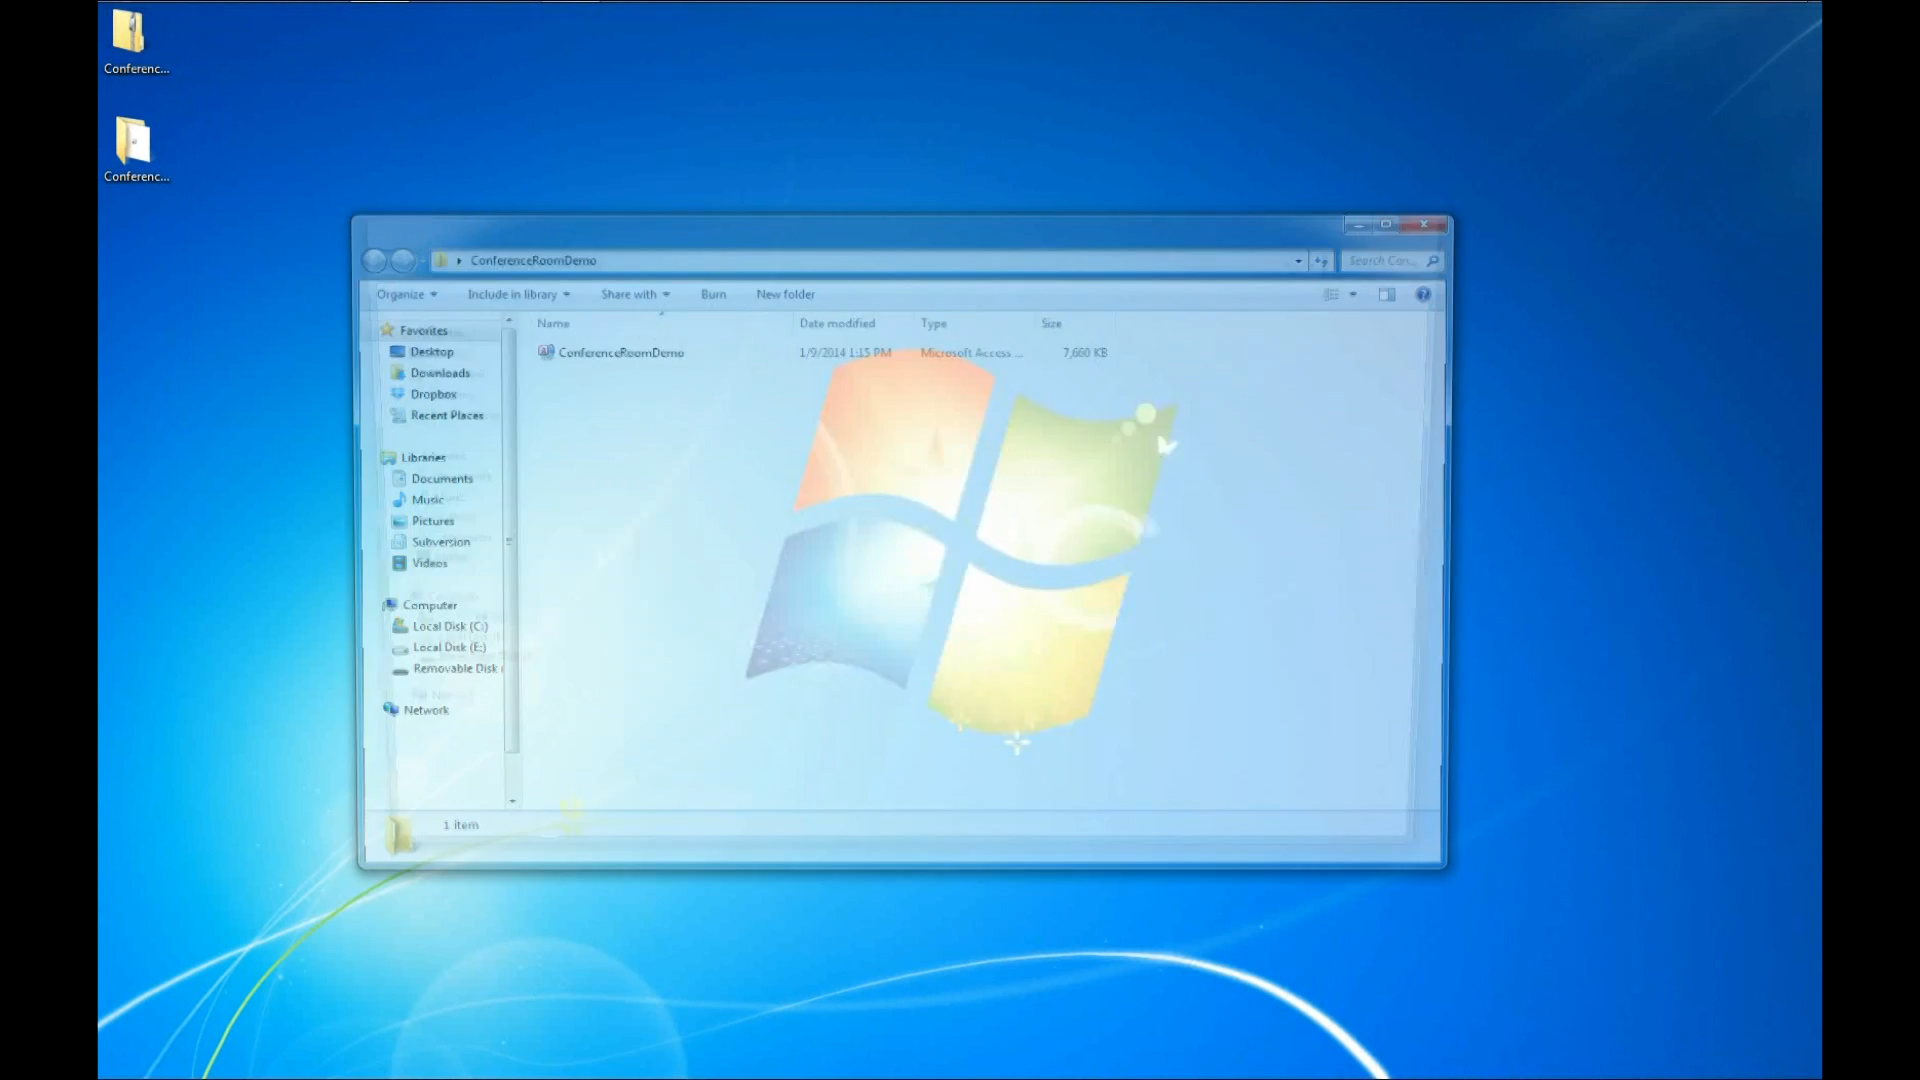 Conferenc...
Conferenc...
ConferenceRoomDemo
Search Con...
Organize
Include in library
Share with
Burn
New folder
Name
Date modified
Type
Size
ConferenceRoomDemo
1/9/2014 1:15 PM
Microsoft Access ...
7,660 KB
Favorites
Desktop
Downloads
Dropbox
Recent Places
Libraries
Documents
Music
Pictures
Subversion
Videos
Computer
Local Disk (C:)
Local Disk (E:)
Removable Disk
Network
1 item